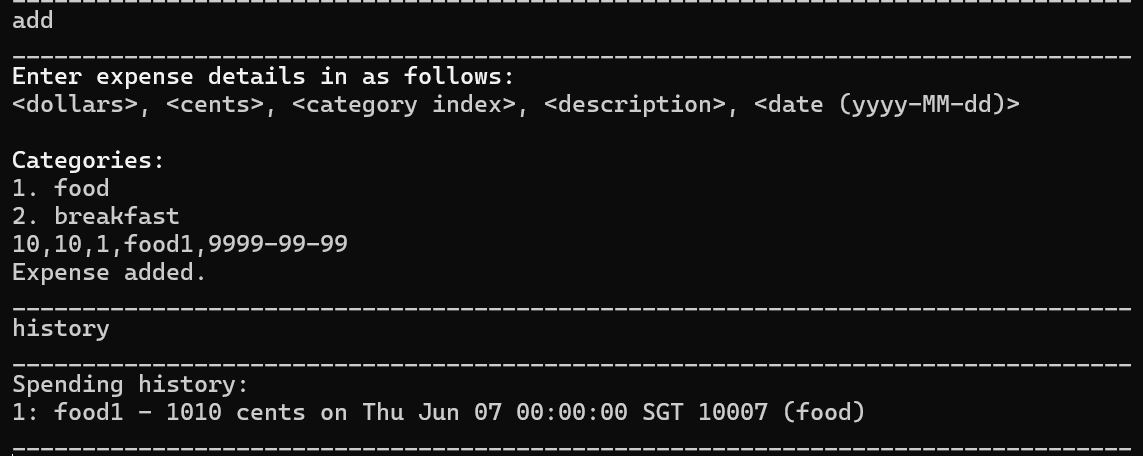 add
Enter expense details in as follows:
<dollars>, <cents>, <category index>, <description>, <date (yyyy-MM-dd)>
Categories:
1. food
2. breakfast
10,10,1,food1,9999-99-99
Expense added.
history
Spending history:
1: food1 - 1010 cents on Thu Jun 07 00:00:00 SGT 10007 (food)